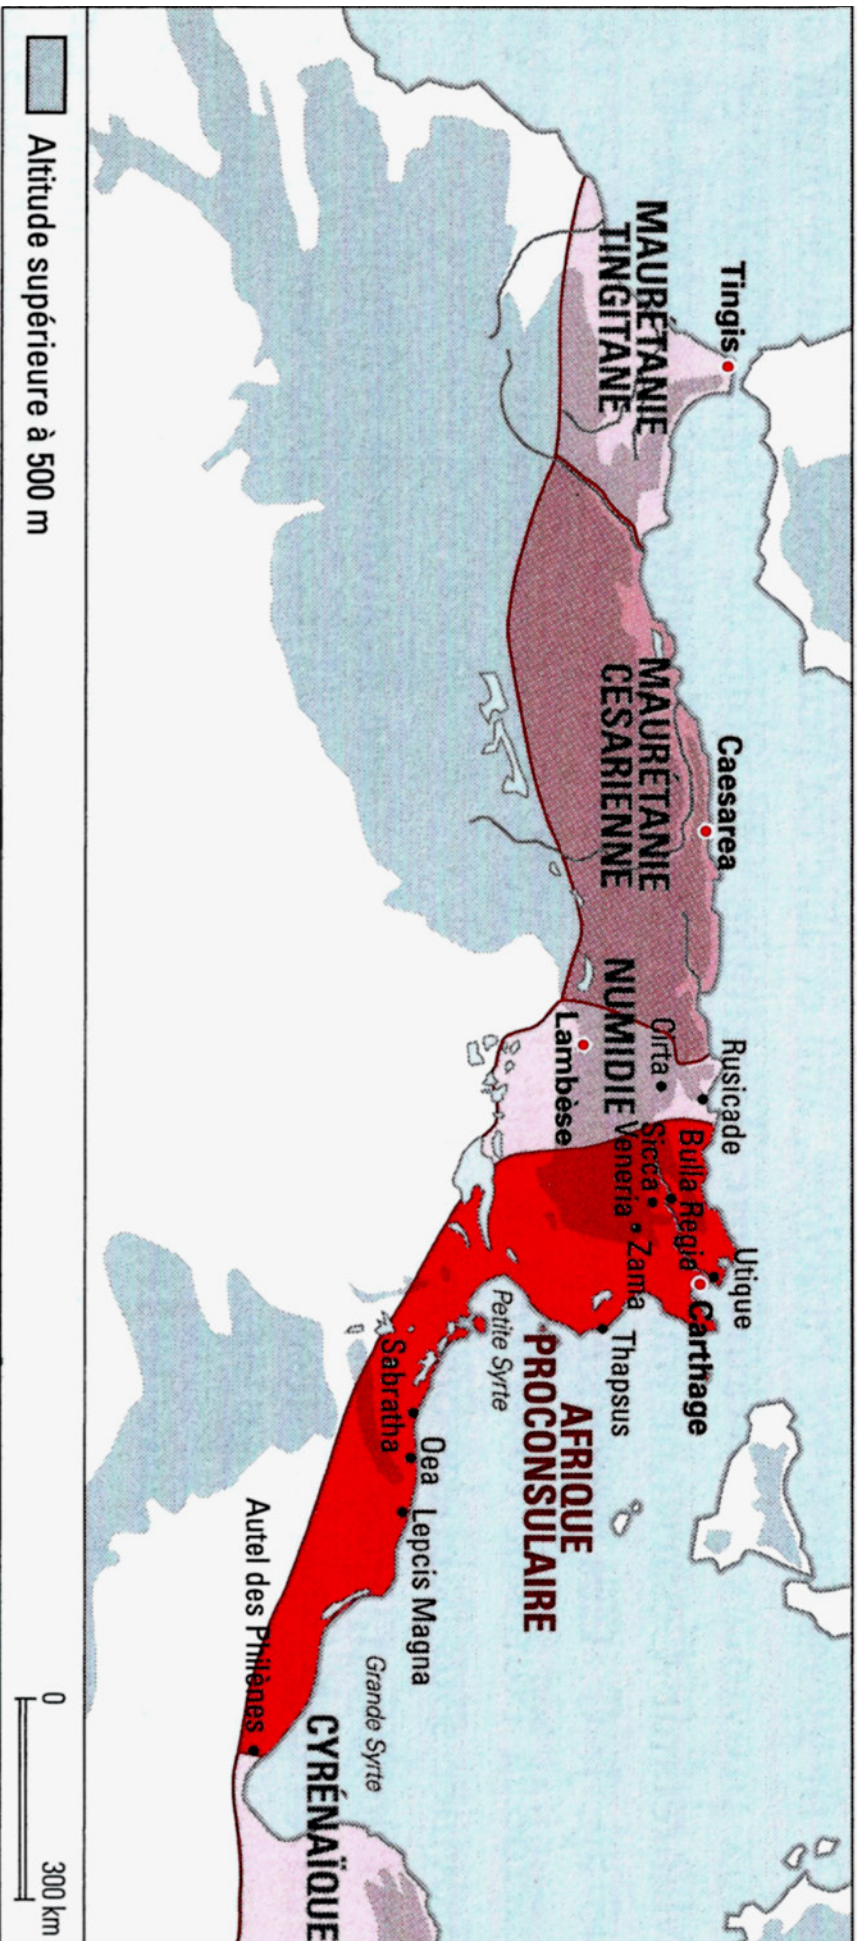 Tingis
MAURÉTANIE
TINGITANE
Caesarea
MAURÉTANIE
CÉSARIENNE
Rusicade
Cirta
NUMIDIE
Lambèse
Utique
Carthage
Bulla Regia
Sicca
Veneria
Zama
Thapsus
AFRIQUE
PROCONSULAIRE
Petite Syrte
Sabratha
Oea
Lepcis Magna
Grande Syrte
Autel des Philènes
CYRÉNAÏQUE
Altitude supérieure à 500 m
0
300 km